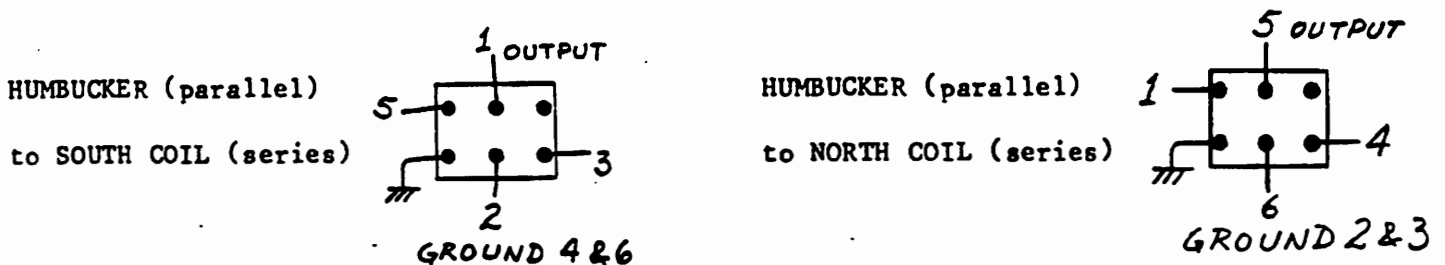 1 OUTPUT
HUMBUCKER (parallel)
5
to SOUTH COIL (series)
3
2
GROUND 4 & 6
5 OUTPUT
HUMBUCKER (parallel)
1
to NORTH COIL (series)
4
6
GROUND 2 & 3